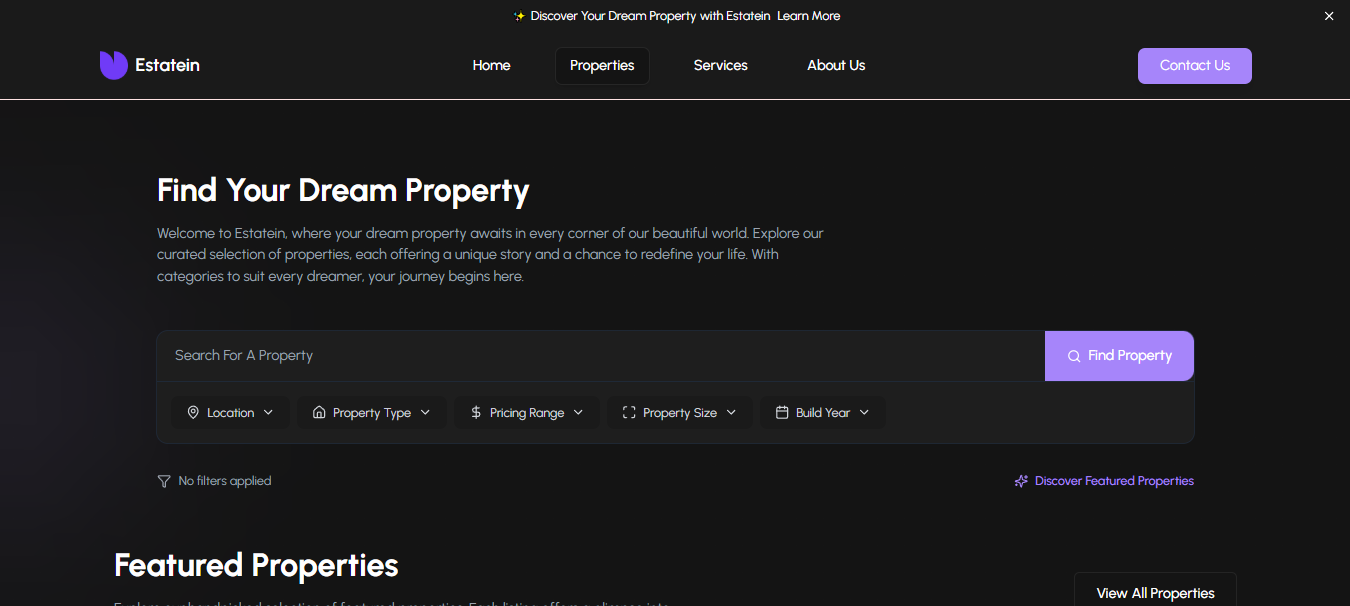 ✨ Discover Your Dream Property with Estatein Learn More
Estatein
Home
Properties
Services
About Us
Contact Us
Find Your Dream Property
Welcome to Estatein, where your dream property awaits in every corner of our beautiful world. Explore our
curated selection of properties, each offering a unique story and a chance to redefine your life. With
categories to suit every dreamer, your journey begins here.
Search For A Property
Find Property
Location
Property Type
Pricing Range
Property Size
Build Year
No filters applied
Discover Featured Properties
Featured Properties
View All Properties